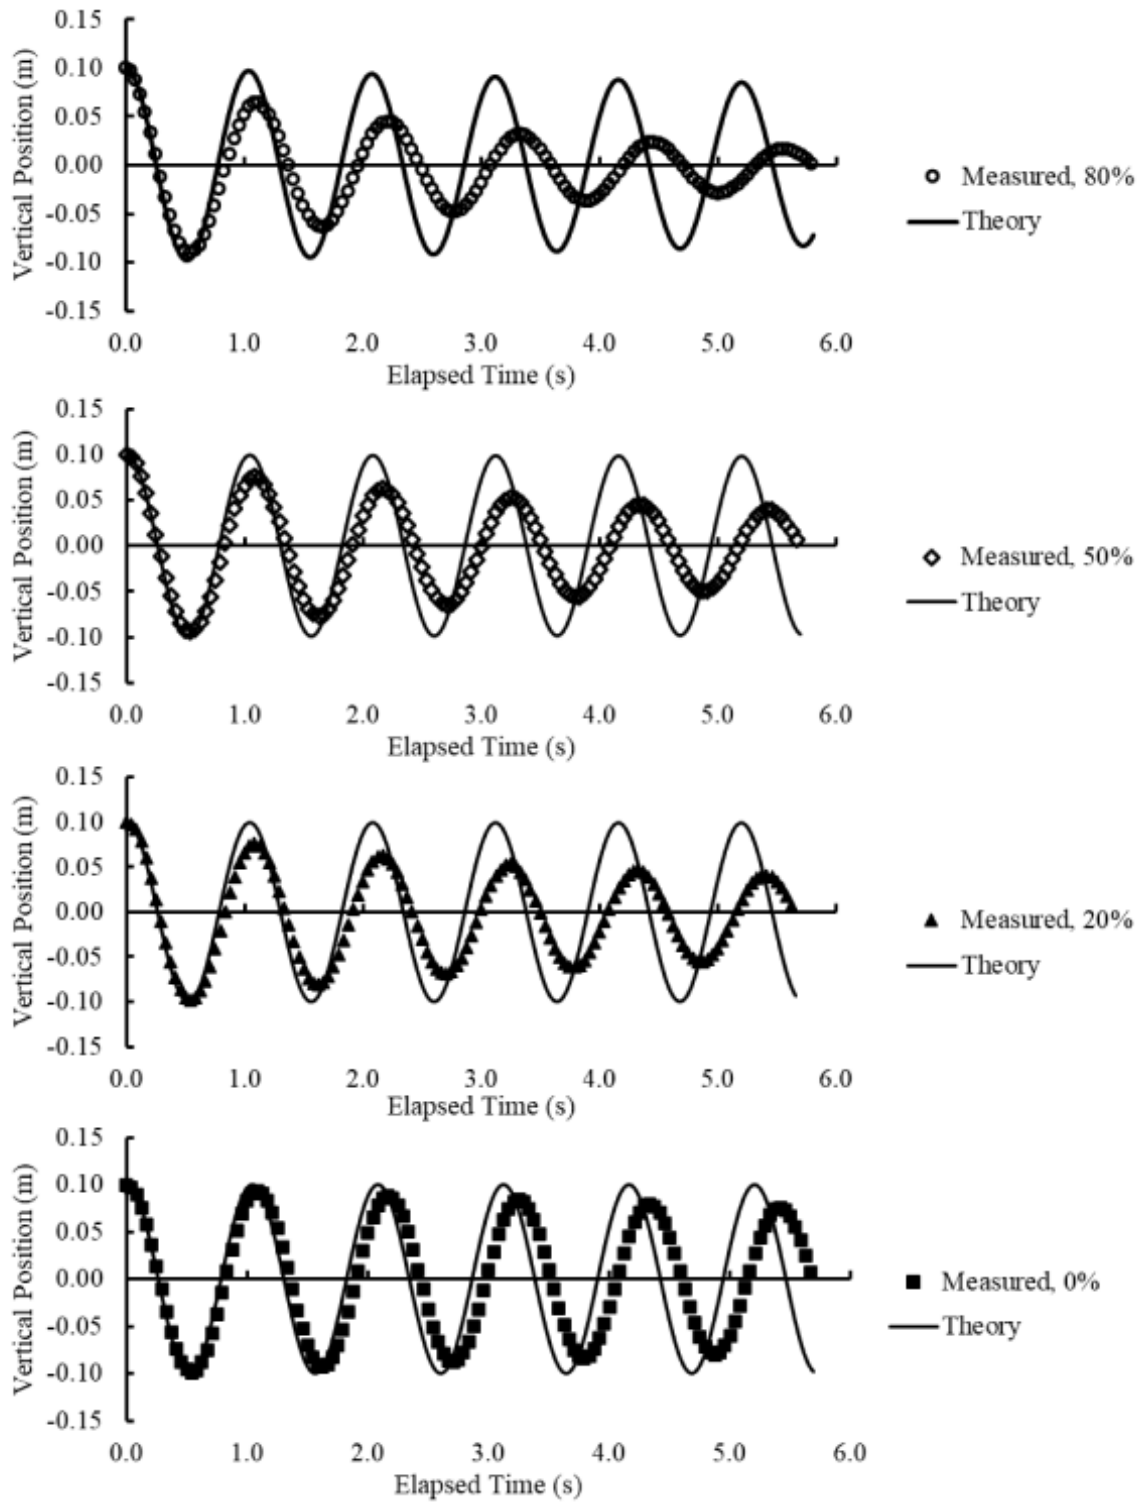 Vertical Position (m)
0.15
0.10
0.05
0.00
-0.05
-0.10
-0.15
0.0 1.0 2.0 3.0 4.0 5.0 6.0
Elapsed Time (s)
Measured, 80%
Theory
Vertical Position (m)
0.15
0.10
0.05
0.00
-0.05
-0.10
-0.15
0.0 1.0 2.0 3.0 4.0 5.0 6.0
Elapsed Time (s)
Measured, 50%
Theory
Vertical Position (m)
0.15
0.10
0.05
0.00
-0.05
-0.10
-0.15
0.0 1.0 2.0 3.0 4.0 5.0 6.0
Elapsed Time (s)
Measured, 20%
Theory
Vertical Position (m)
0.15
0.10
0.05
0.00
-0.05
-0.10
-0.15
0.0 1.0 2.0 3.0 4.0 5.0 6.0
Elapsed Time (s)
Measured, 0%
Theory